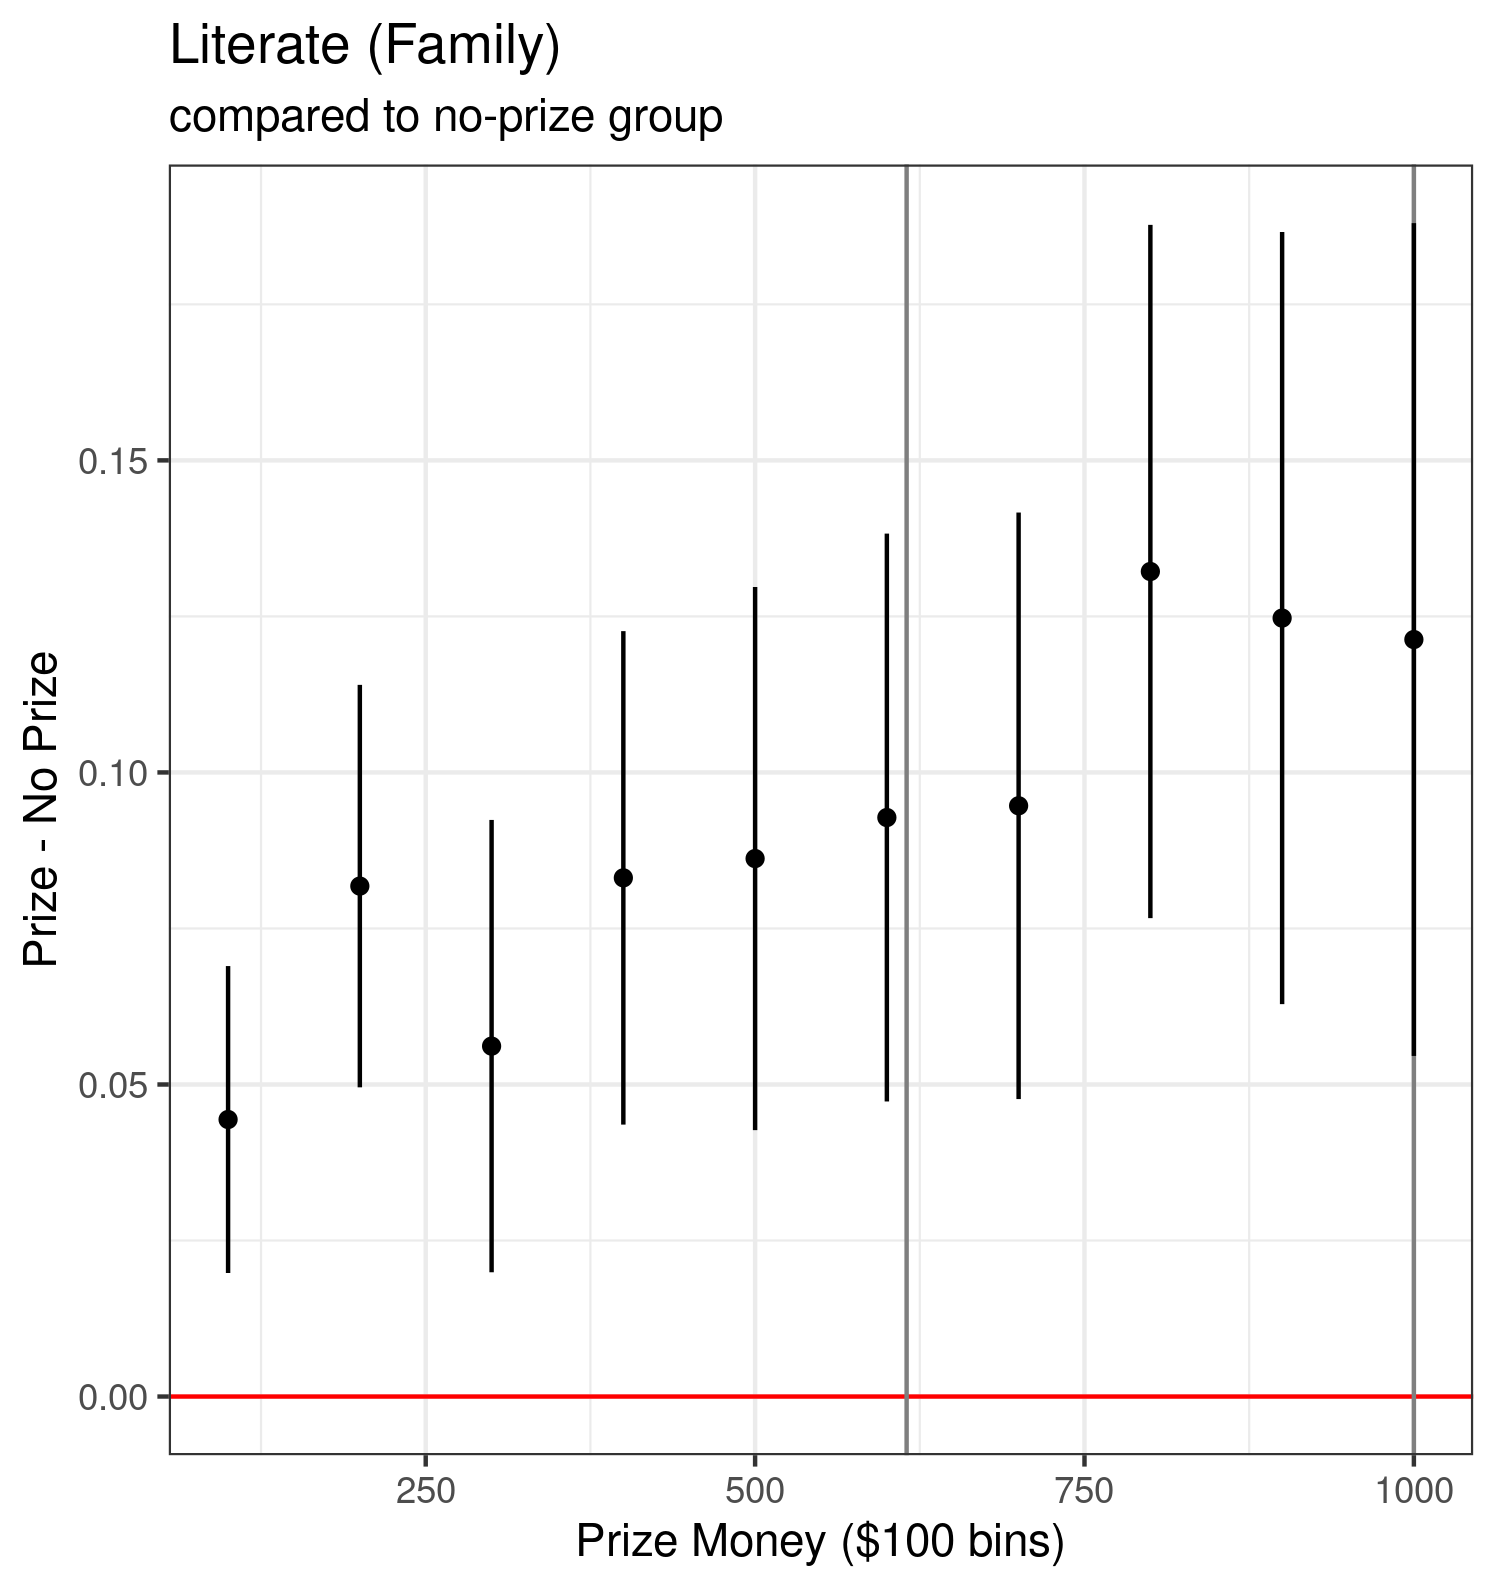 Literate (Family)
compared to no-prize group
Prize - No Prize
0.15
0.10
0.05
0.00
250 500 750 1000
Prize Money ($100 bins)